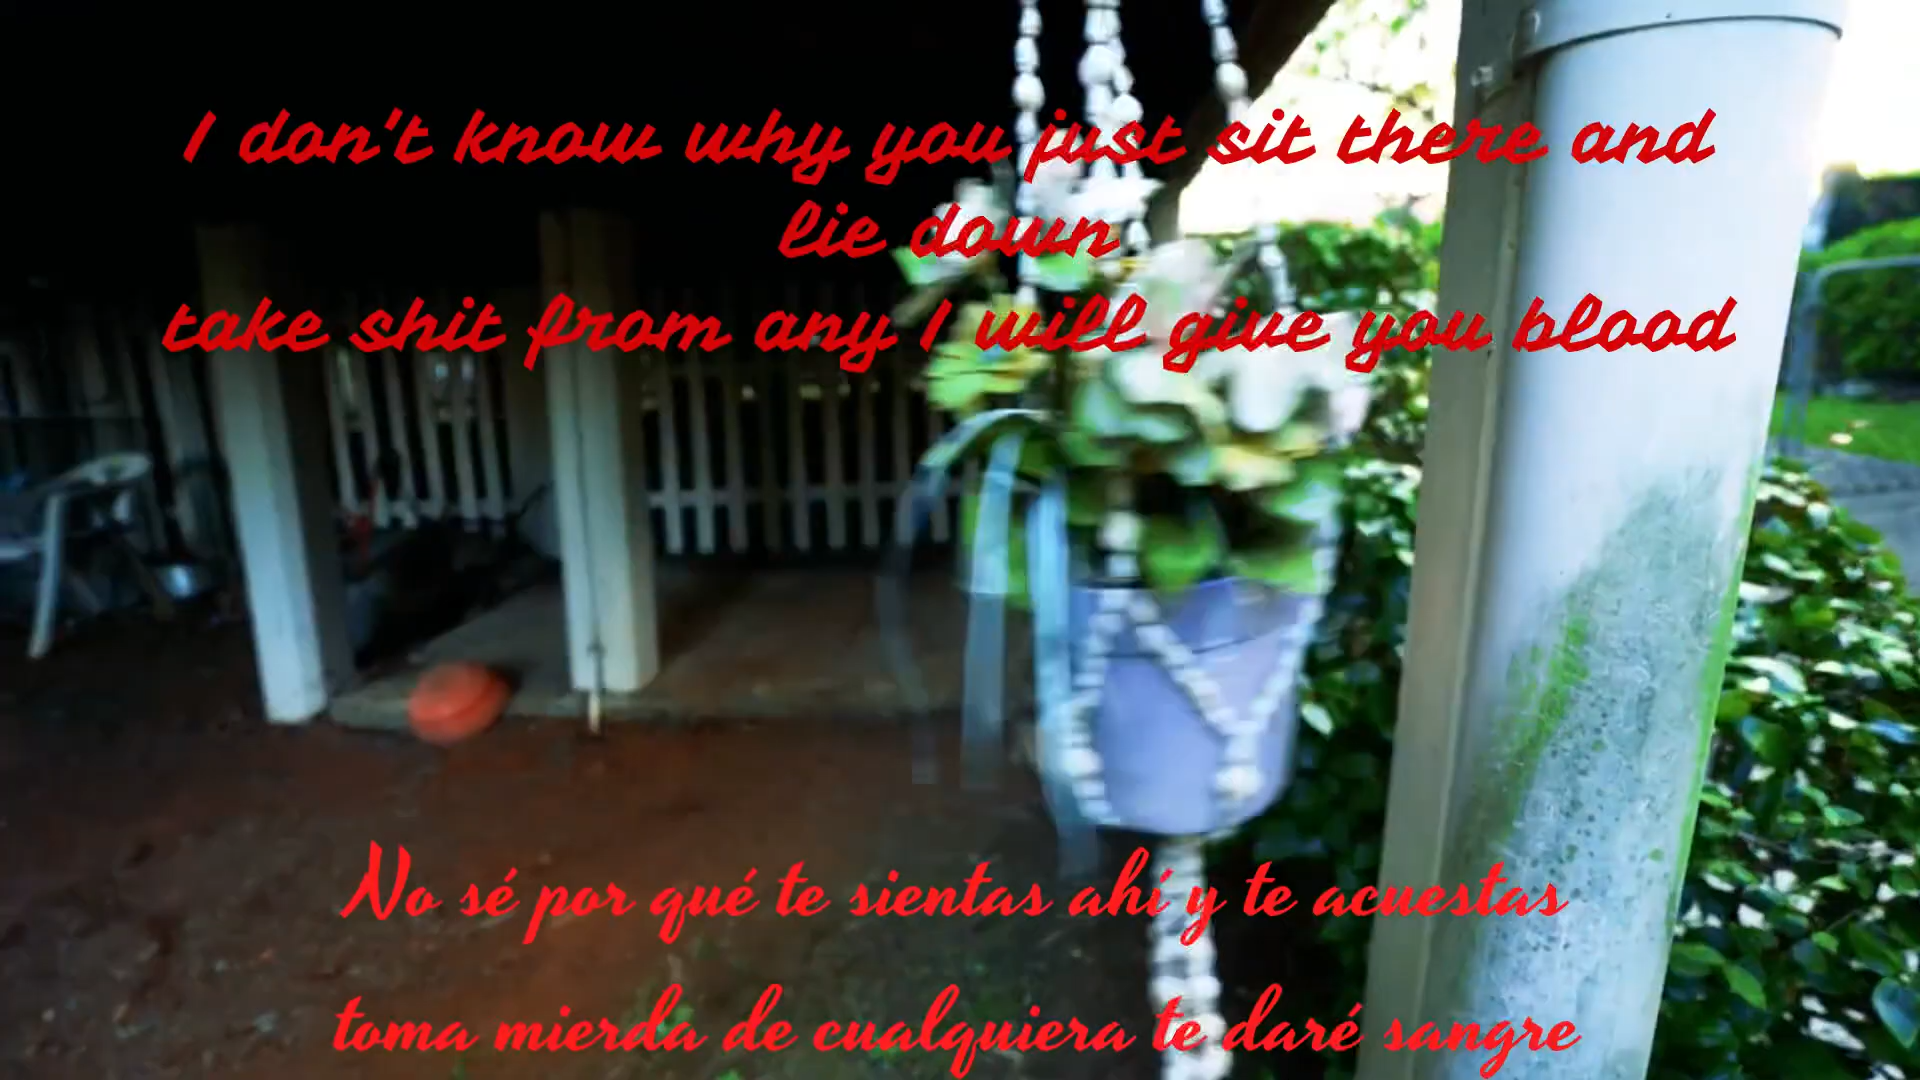 I don't know why you just sit there and
lie down
take shit from any I will give you blood
No sé por qué te sientas ahí y te acuestas
toma mierda de cualquiera te daré sangre